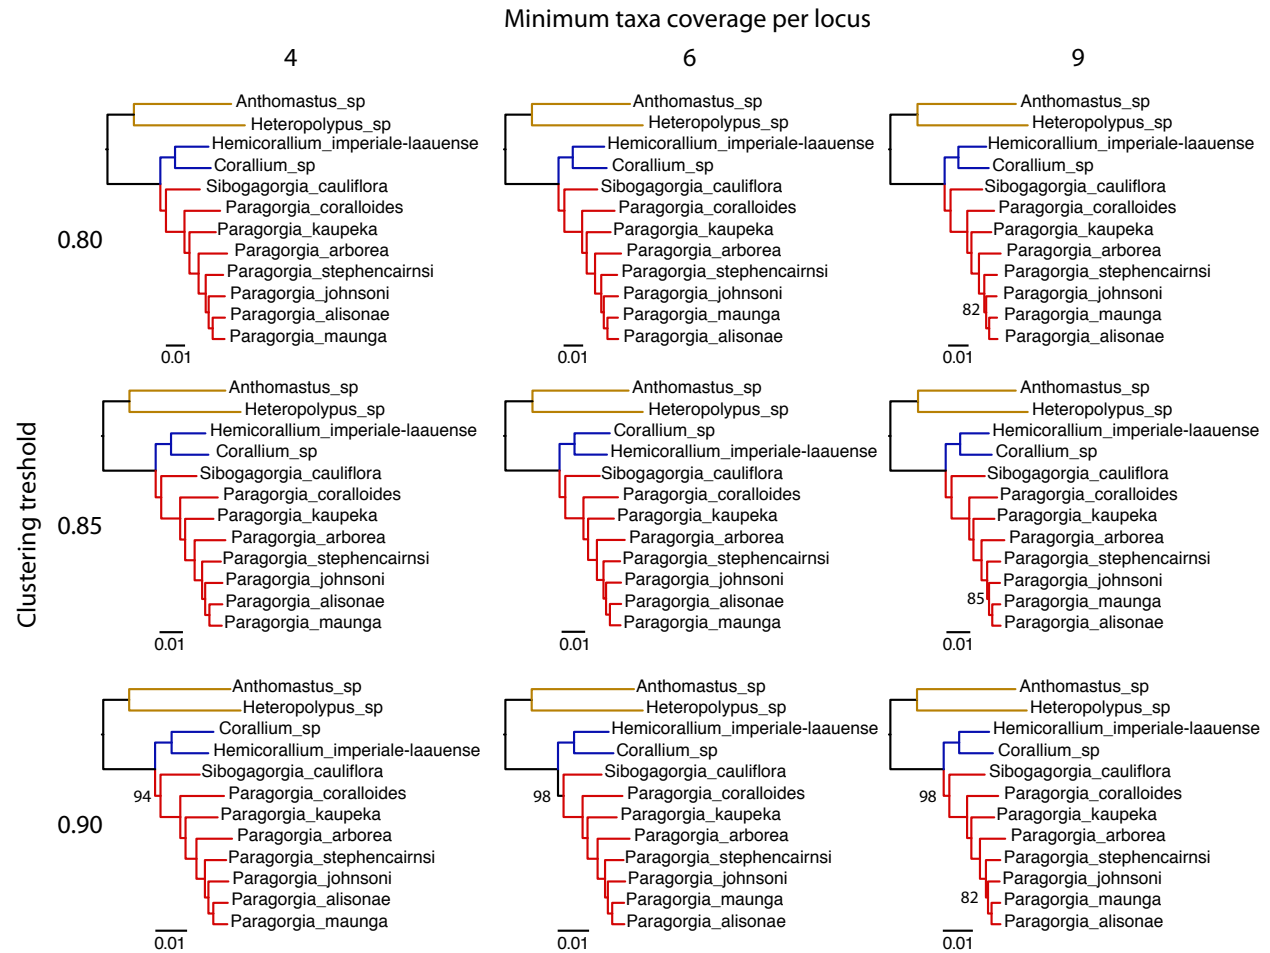 Minimum taxa coverage per locus
4
6
9
Clustering treshold
0.80
Anthomastus_sp
Heteropolypus_sp
Hemicorallium_imperiale-laauense
Corallium_sp
Sibogagorgia_cauliflora
Paragorgia_coralloides
Paragorgia_kaupeka
Paragorgia_arborea
Paragorgia_stephencairnsi
Paragorgia_johnsoni
Paragorgia_alisonae
Paragorgia_maunga
0.01
Anthomastus_sp
Heteropolypus_sp
Hemicorallium_imperiale-laauense
Corallium_sp
Sibogagorgia_cauliflora
Paragorgia_coralloides
Paragorgia_kaupeka
Paragorgia_arborea
Paragorgia_stephencairnsi
Paragorgia_johnsoni
Paragorgia_maunga
Paragorgia_alisonae
0.01
Anthomastus_sp
Heteropolypus_sp
Hemicorallium_imperiale-laauense
Corallium_sp
Sibogagorgia_cauliflora
Paragorgia_coralloides
Paragorgia_kaupeka
Paragorgia_arborea
Paragorgia_stephencairnsi
Paragorgia_johnsoni
82
Paragorgia_maunga
Paragorgia_alisonae
0.01
0.85
Anthomastus_sp
Heteropolypus_sp
Hemicorallium_imperiale-laauense
Corallium_sp
Sibogagorgia_cauliflora
Paragorgia_coralloides
Paragorgia_kaupeka
Paragorgia_arborea
Paragorgia_stephencairnsi
Paragorgia_johnsoni
Paragorgia_alisonae
Paragorgia_maunga
0.01
Anthomastus_sp
Heteropolypus_sp
Corallium_sp
Hemicorallium_imperiale-laauense
Sibogagorgia_cauliflora
Paragorgia_coralloides
Paragorgia_kaupeka
Paragorgia_arborea
Paragorgia_stephencairnsi
Paragorgia_johnsoni
Paragorgia_alisonae
Paragorgia_maunga
0.01
Anthomastus_sp
Heteropolypus_sp
Hemicorallium_imperiale-laauense
Corallium_sp
Sibogagorgia_cauliflora
Paragorgia_coralloides
Paragorgia_kaupeka
Paragorgia_arborea
Paragorgia_stephencairnsi
Paragorgia_johnsoni
85
Paragorgia_maunga
Paragorgia_alisonae
0.01
0.90
Anthomastus_sp
Heteropolypus_sp
Corallium_sp
Hemicorallium_imperiale-laauense
Sibogagorgia_cauliflora
94
Paragorgia_coralloides
Paragorgia_kaupeka
Paragorgia_arborea
Paragorgia_stephencairnsi
Paragorgia_johnsoni
Paragorgia_alisonae
Paragorgia_maunga
0.01
Anthomastus_sp
Heteropolypus_sp
Hemicorallium_imperiale-laauense
Corallium_sp
Sibogagorgia_cauliflora
98
Paragorgia_coralloides
Paragorgia_kaupeka
Paragorgia_arborea
Paragorgia_stephencairnsi
Paragorgia_johnsoni
Paragorgia_maunga
Paragorgia_alisonae
0.01
Anthomastus_sp
Heteropolypus_sp
Hemicorallium_imperiale-laauense
Corallium_sp
Sibogagorgia_cauliflora
98
Paragorgia_coralloides
Paragorgia_kaupeka
Paragorgia_arborea
Paragorgia_stephencairnsi
Paragorgia_johnsoni
82
Paragorgia_maunga
Paragorgia_alisonae
0.01